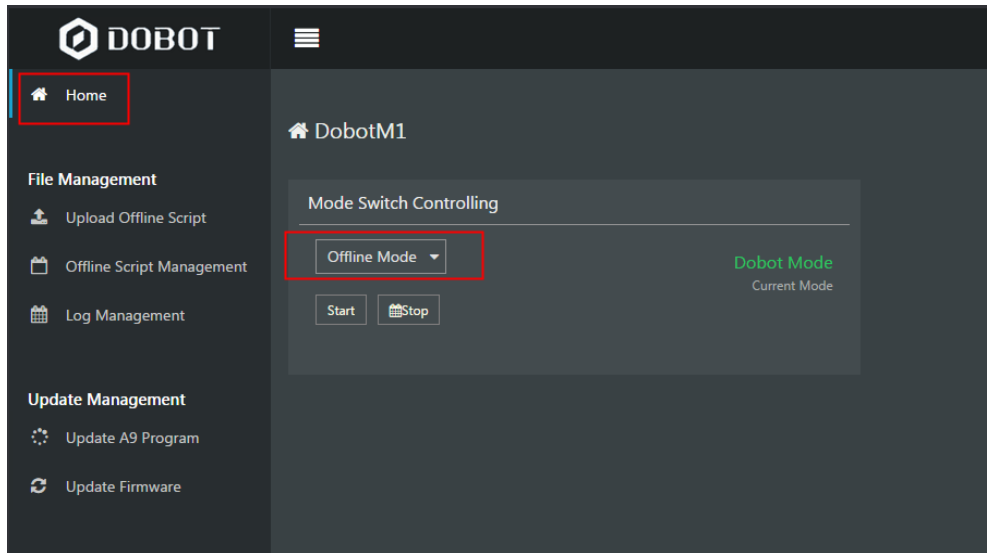 DOBOT
Home
File Management
Upload Offline Script
Offline Script Management
Log Management
Update Management
Update A9 Program
Update Firmware
DobotM1
Mode Switch Controlling
Offline Mode
Dobot Mode
Current Mode
Start Stop